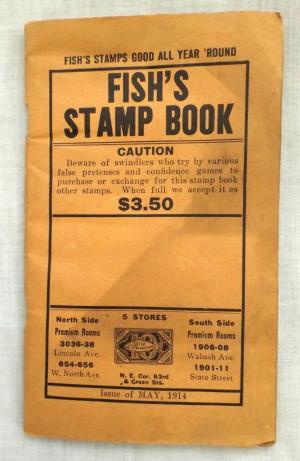 FISH'S STAMPS GOOD ALL YEAR 'ROUND
FISH'S
STAMP BOOK
CAUTION
Beware of swindlers who try by various
false pretenses and confidence games to
purchase or exchange for this stamp book
other stamps. When full we accept it as
$3.50
5 STORES
North Side
Premium Rooms
3036-38
Lincoln Ave.
654-656
W. North Ave.
FISH
N. E. Cor. 63rd
& Green Sts.
South Side
Premium Rooms
1906-08
Wabash Ave.
1901-11
State Street
Issue of MAY, 1914